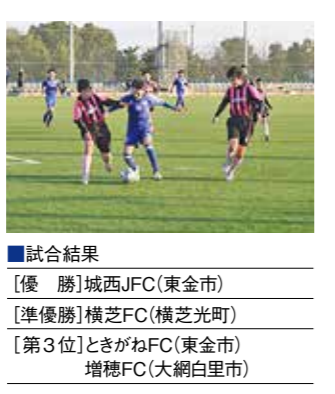 ■試合結果
[優　勝]城西JFC(東金市)
[準優勝]横芝FC(横芝光町)
[第3位]ときがねFC(東金市)
増穂FC(大網白里市)